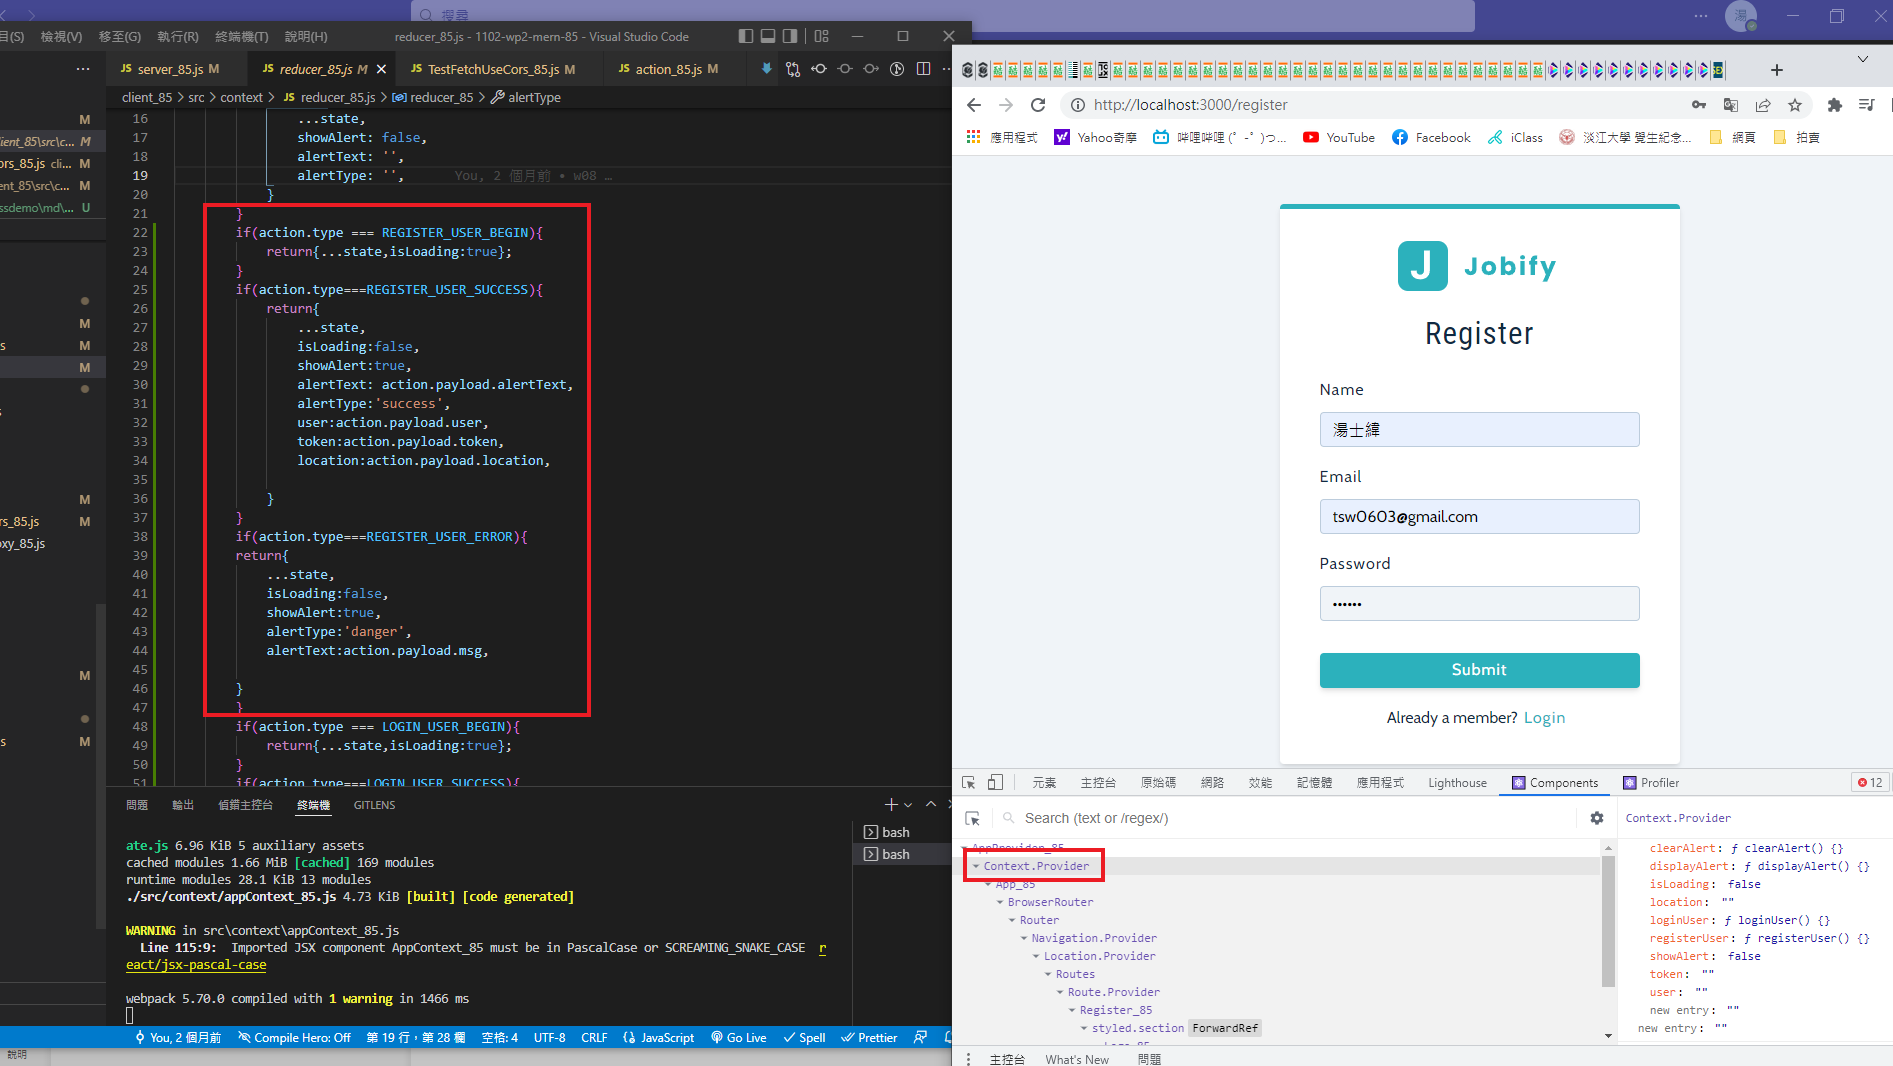 搜尋
目(S) 檢視(V) 移至(G) 執行(R) 終端機(T) 說明(H)
reducer_85.js - 1102-wp2-mern-85 - Visual Studio Code
JS server_85.js M
JS reducer_85.js M
JS TestFetchUseCors_85.js M
JS action_85.js M
client_85 > src > context > JS reducer_85.js > reducer_85 > alertType
M
lient_85\src\c... M
ors_85.js cli... M
ent_85\src\c... M
ssdemo\md\... U
M
s M
M
M
rs_85.js M
oxy_85.js
M
s M
16 ...state,
17 showAlert: false,
18 alertText: '',
19 alertType: '', You, 2 個月前 • w08 …
20 }
21 }
22 if(action.type === REGISTER_USER_BEGIN){
23 return{...state,isLoading:true};
24 }
25 if(action.type===REGISTER_USER_SUCCESS){
26 return{
27 ...state,
28 isLoading:false,
29 showAlert:true,
30 alertText: action.payload.alertText,
31 alertType:'success',
32 user:action.payload.user,
33 token:action.payload.token,
34 location:action.payload.location,
35
36 }
37 }
38 if(action.type===REGISTER_USER_ERROR){
39 return{
40 ...state,
41 isLoading:false,
42 showAlert:true,
43 alertType:'danger',
44 alertText:action.payload.msg,
45
46 }
47 }
48 if(action.type === LOGIN_USER_BEGIN){
49 return{...state,isLoading:true};
50 }
51 if(action.type===LOGIN_USER_SUCCESS){
問題 輸出 偵錯主控台 終端機 GITLENS
bash
bash
ate.js 6.96 KiB 5 auxiliary assets
cached modules 1.66 MiB [cached] 169 modules
runtime modules 28.1 KiB 13 modules
./src/context/appContext_85.js 4.73 KiB [built] [code generated]
WARNING in src\context\appContext_85.js
Line 115:9: Imported JSX component AppContext_85 must be in PascalCase or SCREAMING_SNAKE_CASE r
eact/jsx-pascal-case
webpack 5.70.0 compiled with 1 warning in 1466 ms
You, 2 個月前 Compile Hero: Off 第 19 行，第 28 欄 空格: 4 UTF-8 CRLF JavaScript Go Live Spell Prettier
說明
湯
http://localhost:3000/register
應用程式 Yahoo奇摩 嗶哩嗶哩 (゜-゜)つ... YouTube Facebook iClass 淡江大學 覺生紀念... 網頁 拍賣
J Jobify
Register
Name
湯士緯
Email
tsw0603@gmail.com
Password
••••••
Submit
Already a member? Login
元素 主控台 原始碼 網路 效能 記憶體 應用程式 Lighthouse Components Profiler 12
Search (text or /regex/)
AppProvider_85
Context.Provider
App_85
BrowserRouter
Router
Navigation.Provider
Location.Provider
Routes
Route.Provider
Register_85
styled.section ForwardRef
Logo_85
Context.Provider
clearAlert: ƒ clearAlert() {}
displayAlert: ƒ displayAlert() {}
isLoading: false
location: ""
loginUser: ƒ loginUser() {}
registerUser: ƒ registerUser() {}
showAlert: false
token: ""
user: ""
new entry: ""
new entry: ""
主控台 What's New 問題